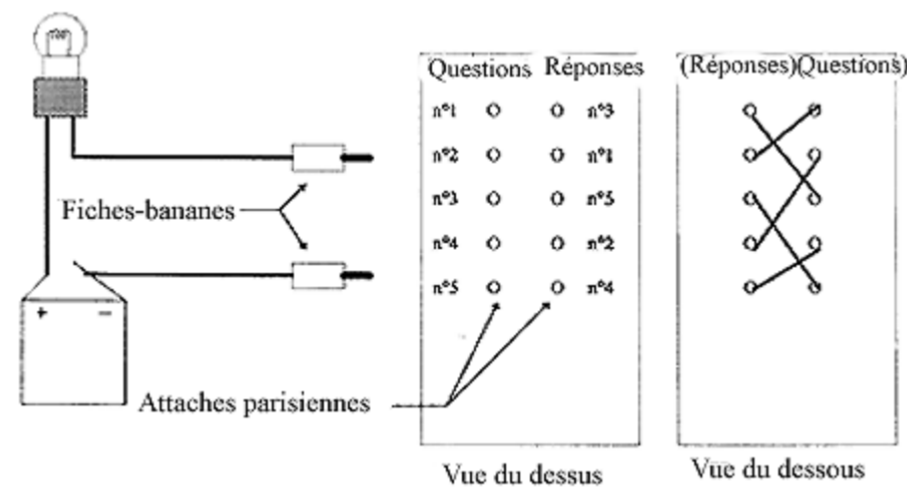 Questions Réponses
n°1 n°3
n°2 n°1
n°3 n°5
n°4 n°2
n°5 n°4
(Réponses)(Questions)
Fiches-bananes
+ −
Attaches parisiennes
Vue du dessus
Vue du dessous